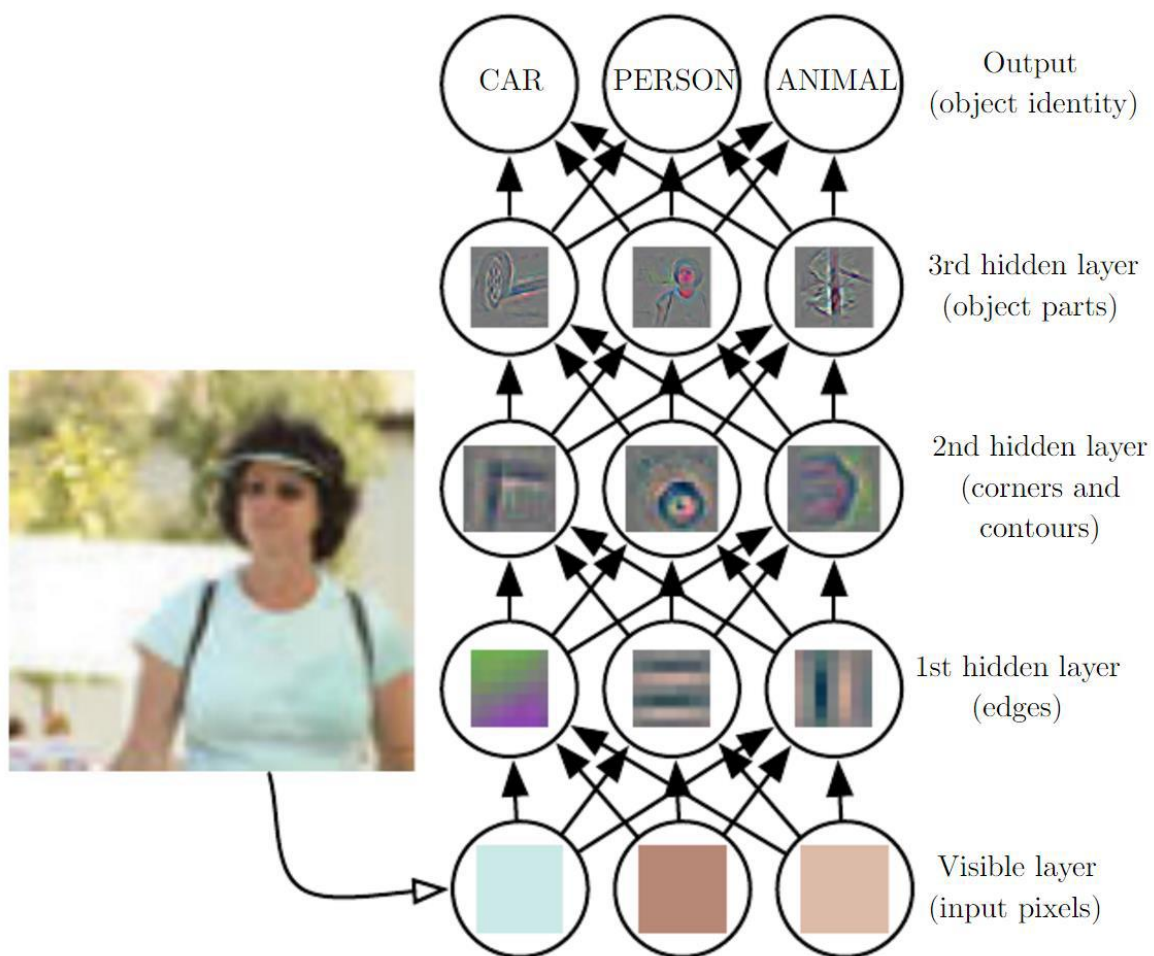 CAR PERSON ANIMAL
Output
(object identity)
3rd hidden layer
(object parts)
2nd hidden layer
(corners and
contours)
1st hidden layer
(edges)
Visible layer
(input pixels)